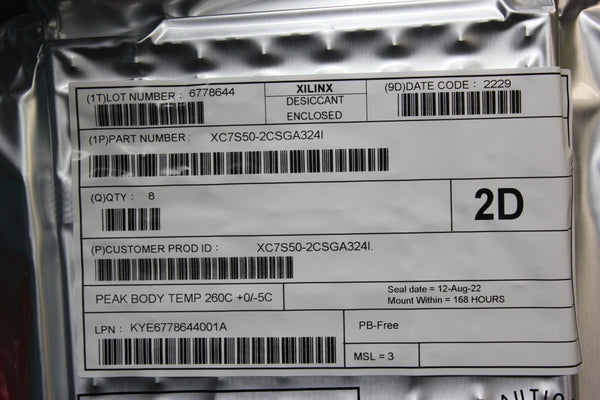 (1T)LOT NUMBER : 6778644
XILINX
DESICCANT
ENCLOSED
(9D)DATE CODE : 2229
(1P)PART NUMBER : XC7S50-2CSGA324I
(Q)QTY : 8
2D
(P)CUSTOMER PROD ID : XC7S50-2CSGA324I.
PEAK BODY TEMP 260C +0/-5C
Seal date = 12-Aug-22
Mount Within = 168 HOURS
LPN : KYE6778644001A
PB-Free
MSL = 3